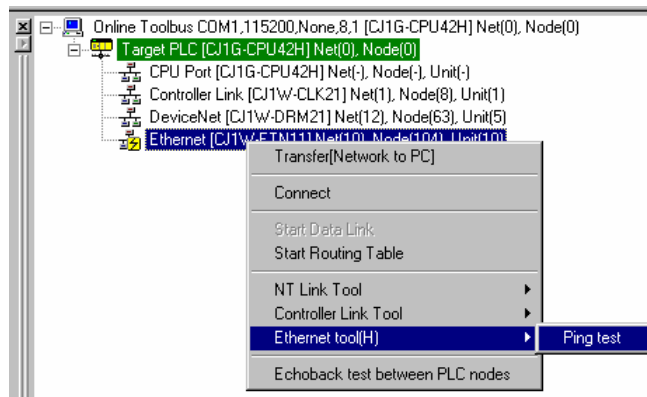 Online Toolbus COM1,115200,None,8,1 [CJ1G-CPU42H] Net(0), Node(0)
Target PLC [CJ1G-CPU42H] Net(0), Node(0)
CPU Port [CJ1G-CPU42H] Net(-), Node(-), Unit(-)
Controller Link [CJ1W-CLK21] Net(1), Node(8), Unit(1)
DeviceNet [CJ1W-DRM21] Net(12), Node(63), Unit(5)
Ethernet [CJ1W-ETN11] Net(10), Node(104), Unit(10)
Transfer[Network to PC]
Connect
Start Data Link
Start Routing Table
NT Link Tool
Controller Link Tool
Ethernet tool(H)
Ping test
Echoback test between PLC nodes